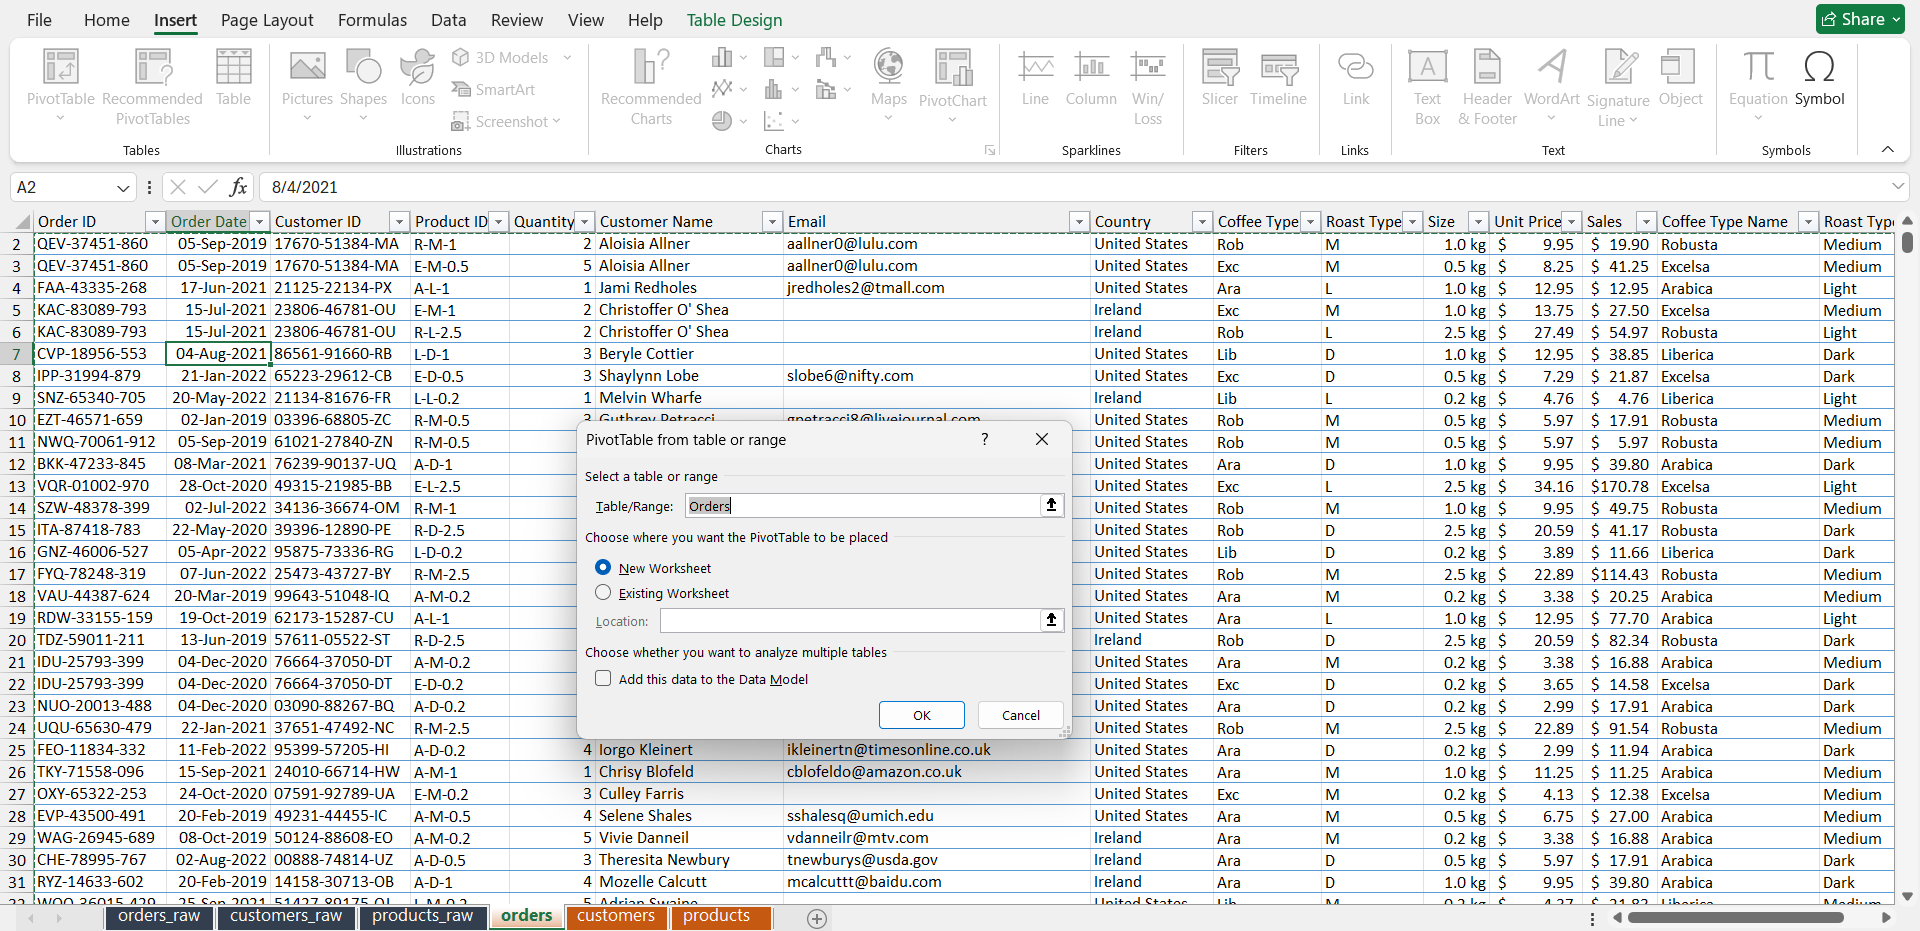 File Home Insert Page Layout Formulas Data Review View Help Table Design Share
PivotTable Recommended PivotTables Table Pictures Shapes Icons 3D Models SmartArt Screenshot Recommended Charts Maps PivotChart Line Column Win/Loss Slicer Timeline Link Text Box Header & Footer WordArt Signature Line Object Equation Symbol
Tables Illustrations Charts Sparklines Filters Links Text Symbols
A2 fx 8/4/2021
Order ID Order Date Customer ID Product ID Quantity Customer Name Email Country Coffee Type Roast Type Size Unit Price Sales Coffee Type Name Roast Type
2 QEV-37451-860 05-Sep-2019 17670-51384-MA R-M-1 2 Aloisia Allner aallner0@lulu.com United States Rob M 1.0 kg $ 9.95 $ 19.90 Robusta Medium
3 QEV-37451-860 05-Sep-2019 17670-51384-MA E-M-0.5 5 Aloisia Allner aallner0@lulu.com United States Exc M 0.5 kg $ 8.25 $ 41.25 Excelsa Medium
4 FAA-43335-268 17-Jun-2021 21125-22134-PX A-L-1 1 Jami Redholes jredholes2@tmall.com United States Ara L 1.0 kg $ 12.95 $ 12.95 Arabica Light
5 KAC-83089-793 15-Jul-2021 23806-46781-OU E-M-1 2 Christoffer O' Shea Ireland Exc M 1.0 kg $ 13.75 $ 27.50 Excelsa Medium
6 KAC-83089-793 15-Jul-2021 23806-46781-OU R-L-2.5 2 Christoffer O' Shea Ireland Rob L 2.5 kg $ 27.49 $ 54.97 Robusta Light
7 CVP-18956-553 04-Aug-2021 86561-91660-RB L-D-1 3 Beryle Cottier United States Lib D 1.0 kg $ 12.95 $ 38.85 Liberica Dark
8 IPP-31994-879 21-Jan-2022 65223-29612-CB E-D-0.5 3 Shaylynn Lobe slobe6@nifty.com United States Exc D 0.5 kg $ 7.29 $ 21.87 Excelsa Dark
9 SNZ-65340-705 20-May-2022 21134-81676-FR L-L-0.2 1 Melvin Wharfe Ireland Lib L 0.2 kg $ 4.76 $ 4.76 Liberica Light
10 EZT-46571-659 02-Jan-2019 03396-68805-ZC R-M-0.5 3 Guthrey Petracci gpetracci8@livejournal.com United States Rob M 0.5 kg $ 5.97 $ 17.91 Robusta Medium
11 NWQ-70061-912 05-Sep-2019 61021-27840-ZN R-M-0.5 United States Rob M 0.5 kg $ 5.97 $ 5.97 Robusta Medium
12 BKK-47233-845 08-Mar-2021 76239-90137-UQ A-D-1 United States Ara D 1.0 kg $ 9.95 $ 39.80 Arabica Dark
13 VQR-01002-970 28-Oct-2020 49315-21985-BB E-L-2.5 United States Exc L 2.5 kg $ 34.16 $170.78 Excelsa Light
14 SZW-48378-399 02-Jul-2022 34136-36674-OM R-M-1 United States Rob M 1.0 kg $ 9.95 $ 49.75 Robusta Medium
15 ITA-87418-783 22-May-2020 39396-12890-PE R-D-2.5 United States Rob D 2.5 kg $ 20.59 $ 41.17 Robusta Dark
16 GNZ-46006-527 05-Apr-2022 95875-73336-RG L-D-0.2 United States Lib D 0.2 kg $ 3.89 $ 11.66 Liberica Dark
17 FYQ-78248-319 07-Jun-2022 25473-43727-BY R-M-2.5 United States Rob M 2.5 kg $ 22.89 $114.43 Robusta Medium
18 VAU-44387-624 20-Mar-2019 99643-51048-IQ A-M-0.2 United States Ara M 0.2 kg $ 3.38 $ 20.25 Arabica Medium
19 RDW-33155-159 19-Oct-2019 62173-15287-CU A-L-1 United States Ara L 1.0 kg $ 12.95 $ 77.70 Arabica Light
20 TDZ-59011-211 13-Jun-2019 57611-05522-ST R-D-2.5 Ireland Rob D 2.5 kg $ 20.59 $ 82.34 Robusta Dark
21 IDU-25793-399 04-Dec-2020 76664-37050-DT A-M-0.2 United States Ara M 0.2 kg $ 3.38 $ 16.88 Arabica Medium
22 IDU-25793-399 04-Dec-2020 76664-37050-DT E-D-0.2 United States Exc D 0.2 kg $ 3.65 $ 14.58 Excelsa Dark
23 NUO-20013-488 04-Dec-2020 03090-88267-BQ A-D-0.2 United States Ara D 0.2 kg $ 2.99 $ 17.91 Arabica Dark
24 UQU-65630-479 22-Jan-2021 37651-47492-NC R-M-2.5 United States Rob M 2.5 kg $ 22.89 $ 91.54 Robusta Medium
25 FEO-11834-332 11-Feb-2022 95399-57205-HI A-D-0.2 4 Iorgo Kleinert ikleinertn@timesonline.co.uk United States Ara D 0.2 kg $ 2.99 $ 11.94 Arabica Dark
26 TKY-71558-096 15-Sep-2021 24010-66714-HW A-M-1 1 Chrisy Blofeld cblofeldo@amazon.co.uk United States Ara M 1.0 kg $ 11.25 $ 11.25 Arabica Medium
27 OXY-65322-253 24-Oct-2020 07591-92789-UA E-M-0.2 3 Culley Farris United States Exc M 0.2 kg $ 4.13 $ 12.38 Excelsa Medium
28 EVP-43500-491 20-Feb-2019 49231-44455-IC A-M-0.5 4 Selene Shales sshalesq@umich.edu United States Ara M 0.5 kg $ 6.75 $ 27.00 Arabica Medium
29 WAG-26945-689 08-Oct-2019 50124-88608-EO A-M-0.2 5 Vivie Danneil vdanneilr@mtv.com Ireland Ara M 0.2 kg $ 3.38 $ 16.88 Arabica Medium
30 CHE-78995-767 02-Aug-2022 00888-74814-UZ A-D-0.5 3 Theresita Newbury tnewburys@usda.gov Ireland Ara D 0.5 kg $ 5.97 $ 17.91 Arabica Dark
31 RYZ-14633-602 20-Feb-2019 14158-30713-OB A-D-1 4 Mozelle Calcutt mcalcuttt@baidu.com Ireland Ara D 1.0 kg $ 9.95 $ 39.80 Arabica Dark
PivotTable from table or range ?
Select a table or range
Table/Range: Orders
Choose where you want the PivotTable to be placed
New Worksheet
Existing Worksheet
Location:
Choose whether you want to analyze multiple tables
Add this data to the Data Model
OK Cancel
orders_raw customers_raw products_raw orders customers products